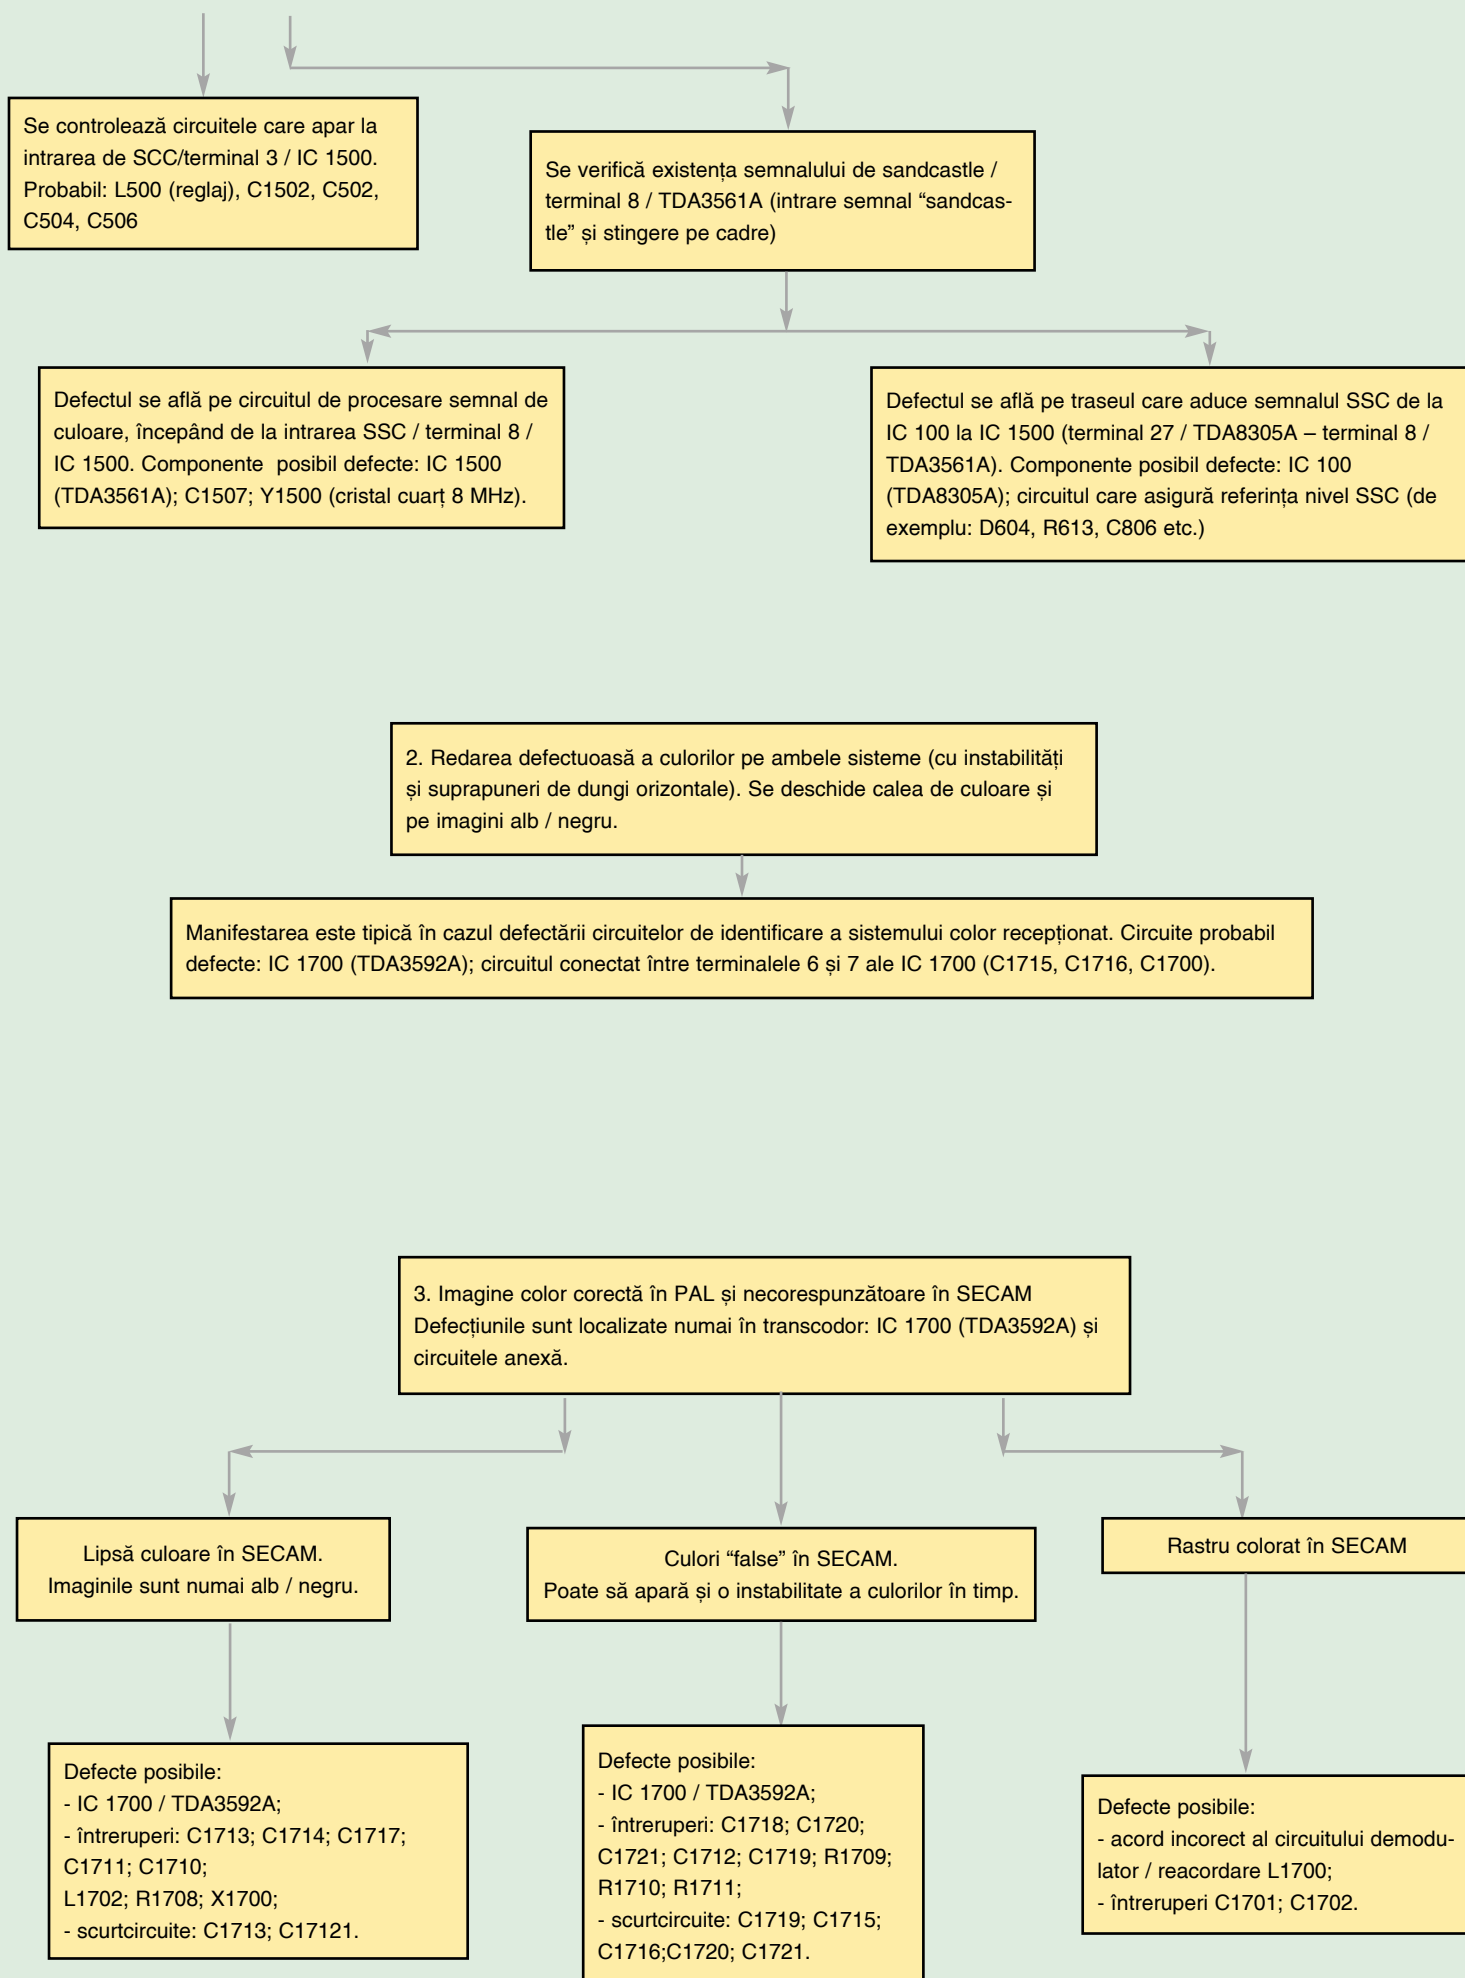 Se controlează circuitele care apar la
intrarea de SCC/terminal 3 / IC 1500.
Probabil: L500 (reglaj), C1502, C502,
C504, C506
Se verifică existența semnalului de sandcastle /
terminal 8 / TDA3561A (intrare semnal “sandcas-
tle” și stingere pe cadre)
Defectul se află pe circuitul de procesare semnal de
culoare, începând de la intrarea SSC / terminal 8 /
IC 1500. Componente  posibil defecte: IC 1500
(TDA3561A); C1507; Y1500 (cristal cuarț 8 MHz).
Defectul se află pe traseul care aduce semnalul SSC de la
IC 100 la IC 1500 (terminal 27 / TDA8305A – terminal 8 /
TDA3561A). Componente posibil defecte: IC 100
(TDA8305A); circuitul care asigură referința nivel SSC (de
exemplu: D604, R613, C806 etc.)
2. Redarea defectuoasă a culorilor pe ambele sisteme (cu instabilități
și suprapuneri de dungi orizontale). Se deschide calea de culoare și
pe imagini alb / negru.
Manifestarea este tipică în cazul defectării circuitelor de identificare a sistemului color recepționat. Circuite probabil
defecte: IC 1700 (TDA3592A); circuitul conectat între terminalele 6 și 7 ale IC 1700 (C1715, C1716, C1700).
3. Imagine color corectă în PAL și necorespunzătoare în SECAM
Defecțiunile sunt localizate numai în transcodor: IC 1700 (TDA3592A) și
circuitele anexă.
Lipsă culoare în SECAM.
Imaginile sunt numai alb / negru.
Culori “false” în SECAM.
Poate să apară și o instabilitate a culorilor în timp.
Rastru colorat în SECAM
Defecte posibile:
- IC 1700 / TDA3592A;
- întreruperi: C1713; C1714; C1717;
C1711; C1710;
L1702; R1708; X1700;
- scurtcircuite: C1713; C17121.
Defecte posibile:
- IC 1700 / TDA3592A;
- întreruperi: C1718; C1720;
C1721; C1712; C1719; R1709;
R1710; R1711;
- scurtcircuite: C1719; C1715;
C1716;C1720; C1721.
Defecte posibile:
- acord incorect al circuitului demodu-
lator / reacordare L1700;
- întreruperi C1701; C1702.